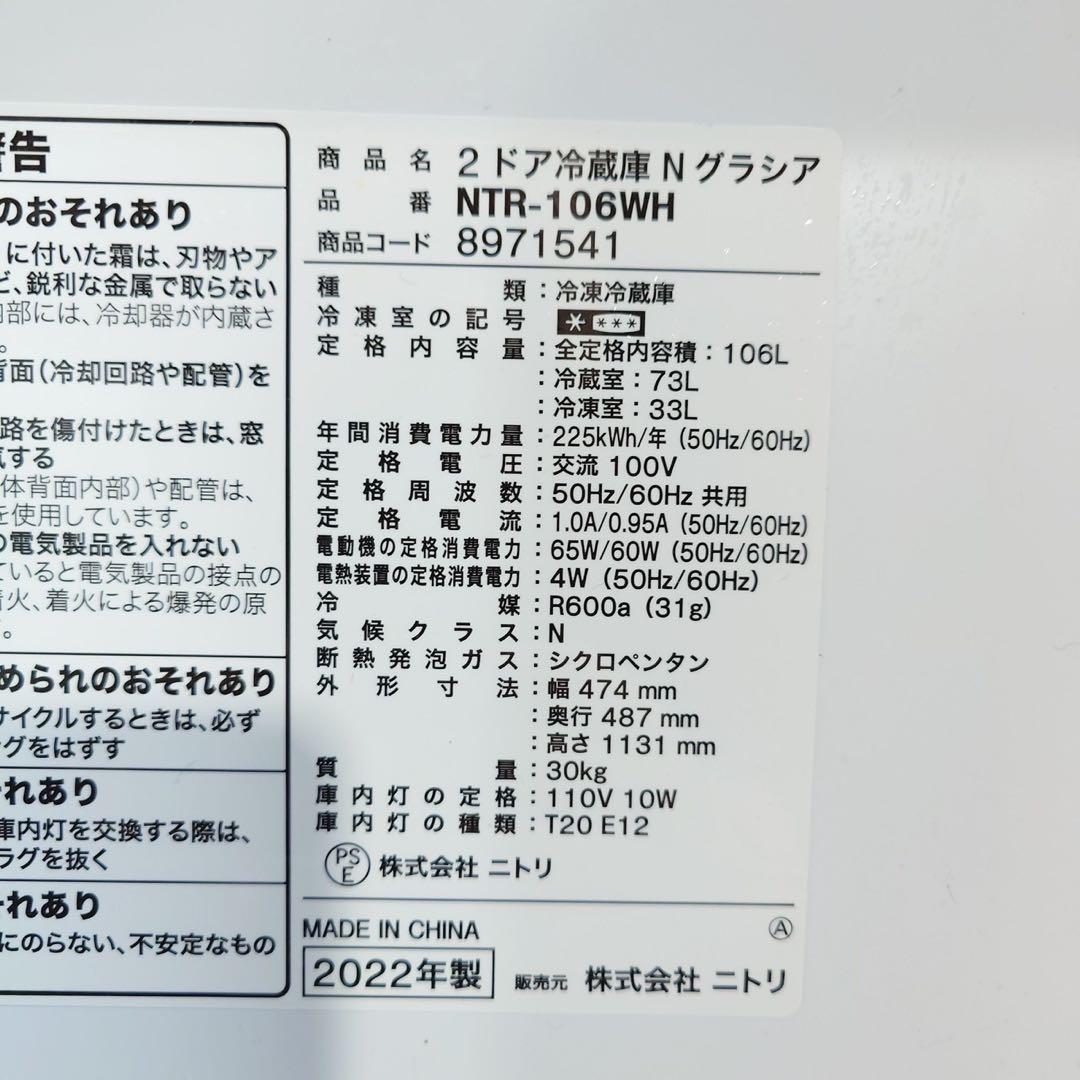 警告
のおそれあり
に付いた霜は、刃物やア
ど、鋭利な金属で取らない
内部には、冷却器が内蔵さ
。
背面(冷却回路や配管)を
路を傷付けたときは、窓
気する
体背面内部)や配管は、
を使用しています。
の電気製品を入れない
ていると電気製品の接点の
着火、着火による爆発の原
。
められのおそれあり
サイクルするときは、必ず
ングをはずす
それあり
庫内灯を交換する際は、
ラグを抜く
それあり
にのらない、不安定なもの
商品名 2ドア冷蔵庫 N グラシア
品番 NTR-106WH
商品コード 8971541
種類:冷凍冷蔵庫
冷凍室の記号 * ***
定格内容量:全定格内容積:106L
:冷蔵室:73L
:冷凍室:33L
年間消費電力量:225kWh/年 (50Hz/60Hz)
定格電圧:交流 100V
定格周波数:50Hz/60Hz 共用
定格電流:1.0A/0.95A (50Hz/60Hz)
電動機の定格消費電力:65W/60W (50Hz/60Hz)
電熱装置の定格消費電力:4W (50Hz/60Hz)
冷媒:R600a (31g)
気候クラス:N
断熱発泡ガス:シクロペンタン
外形寸法:幅 474 mm
:奥行 487 mm
:高さ 1131 mm
質量:30kg
庫内灯の定格:110V 10W
庫内灯の種類:T20 E12
PSE 株式会社 ニトリ
MADE IN CHINA Ⓐ
2022年製 販売元 株式会社 ニトリ